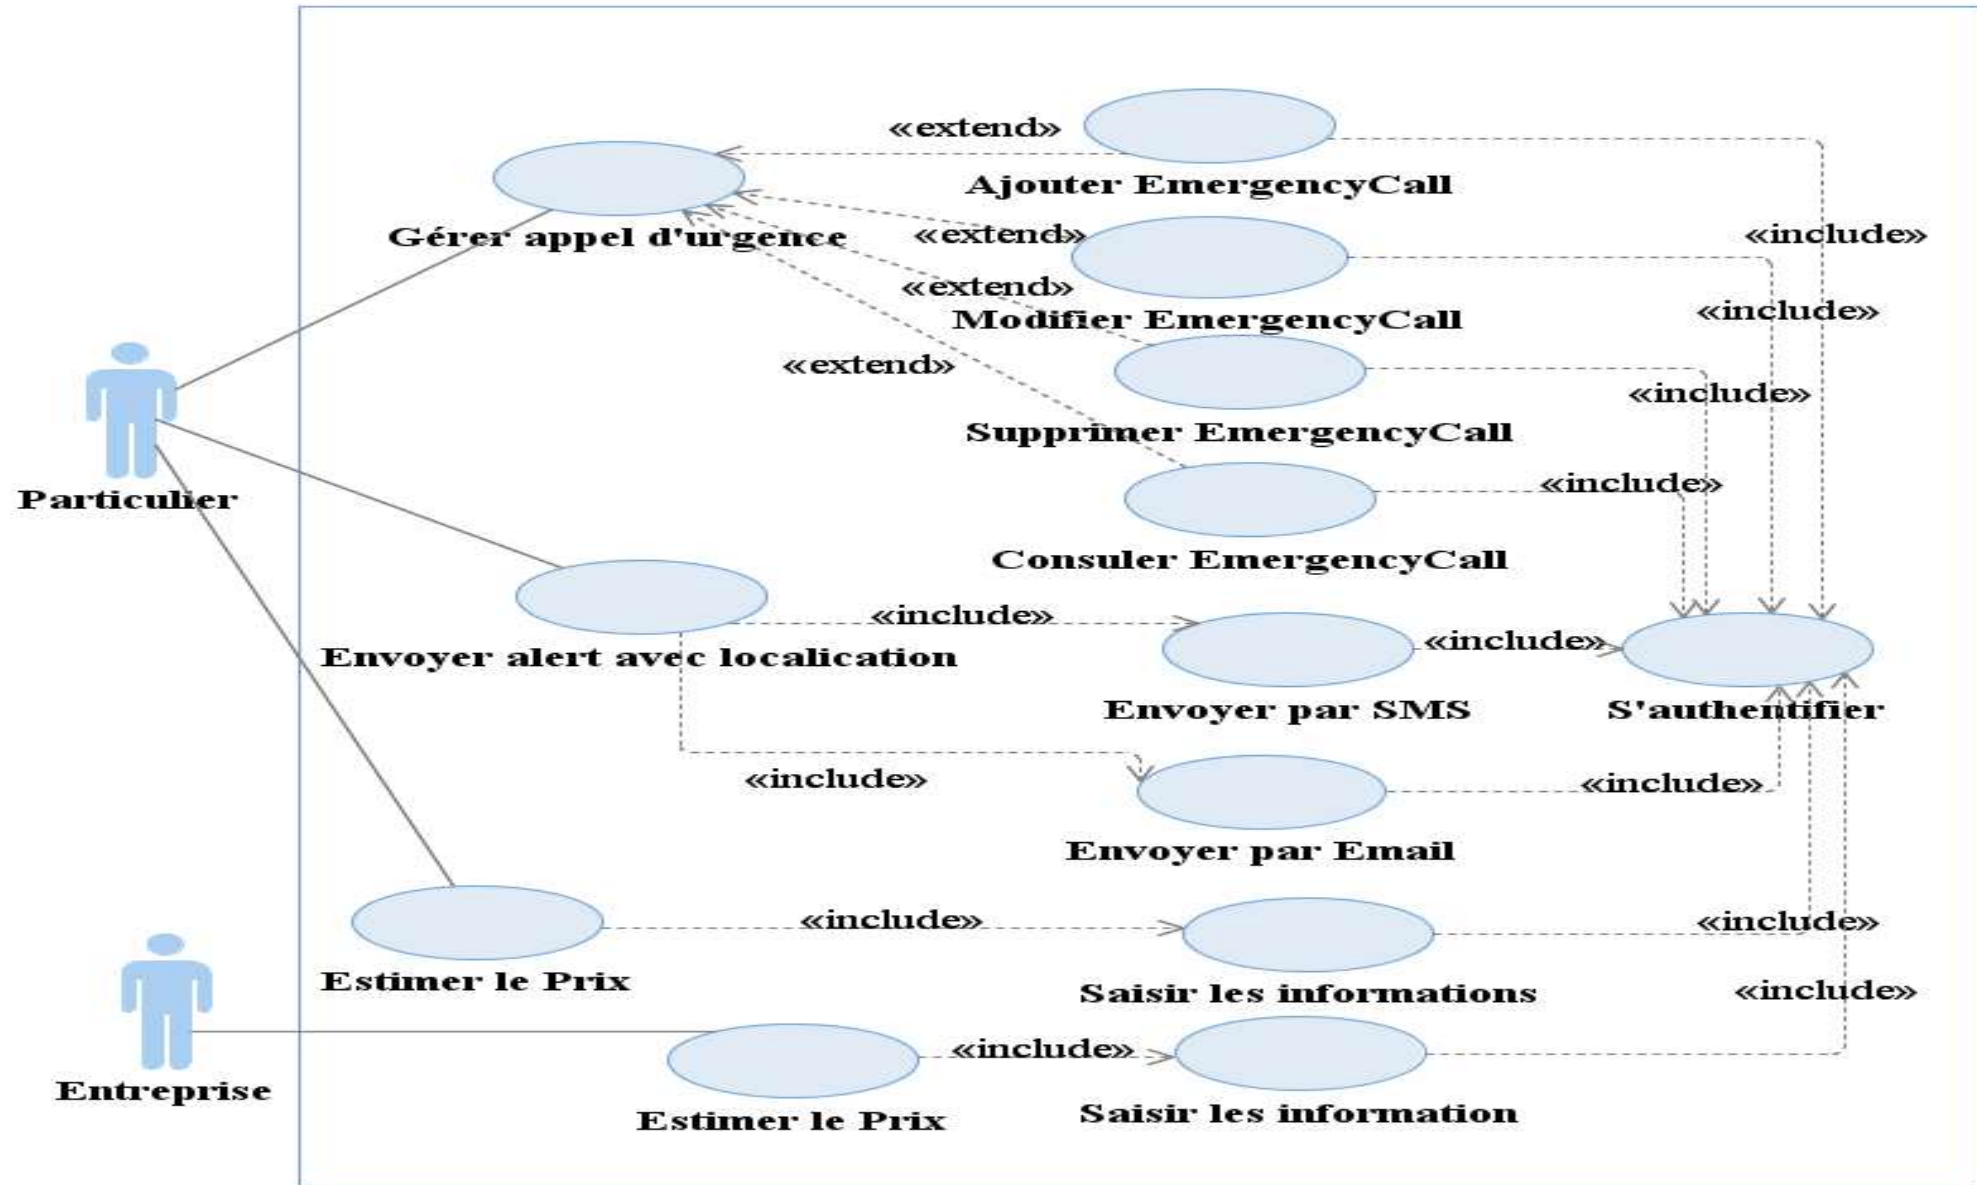 «extend»
Ajouter EmergencyCall
Gérer appel d'urgence
«extend»
«include»
«extend»
Modifier EmergencyCall
«include»
«extend»
«include»
Supprimer EmergencyCall
Particulier
«include»
Consuler EmergencyCall
«include»
«include»
Envoyer alert avec localication
Envoyer par SMS
S'authentifier
«include»
«include»
Envoyer par Email
«include»
«include»
Estimer le Prix
Saisir les informations
«include»
«include»
Entreprise
Estimer le Prix
Saisir les information